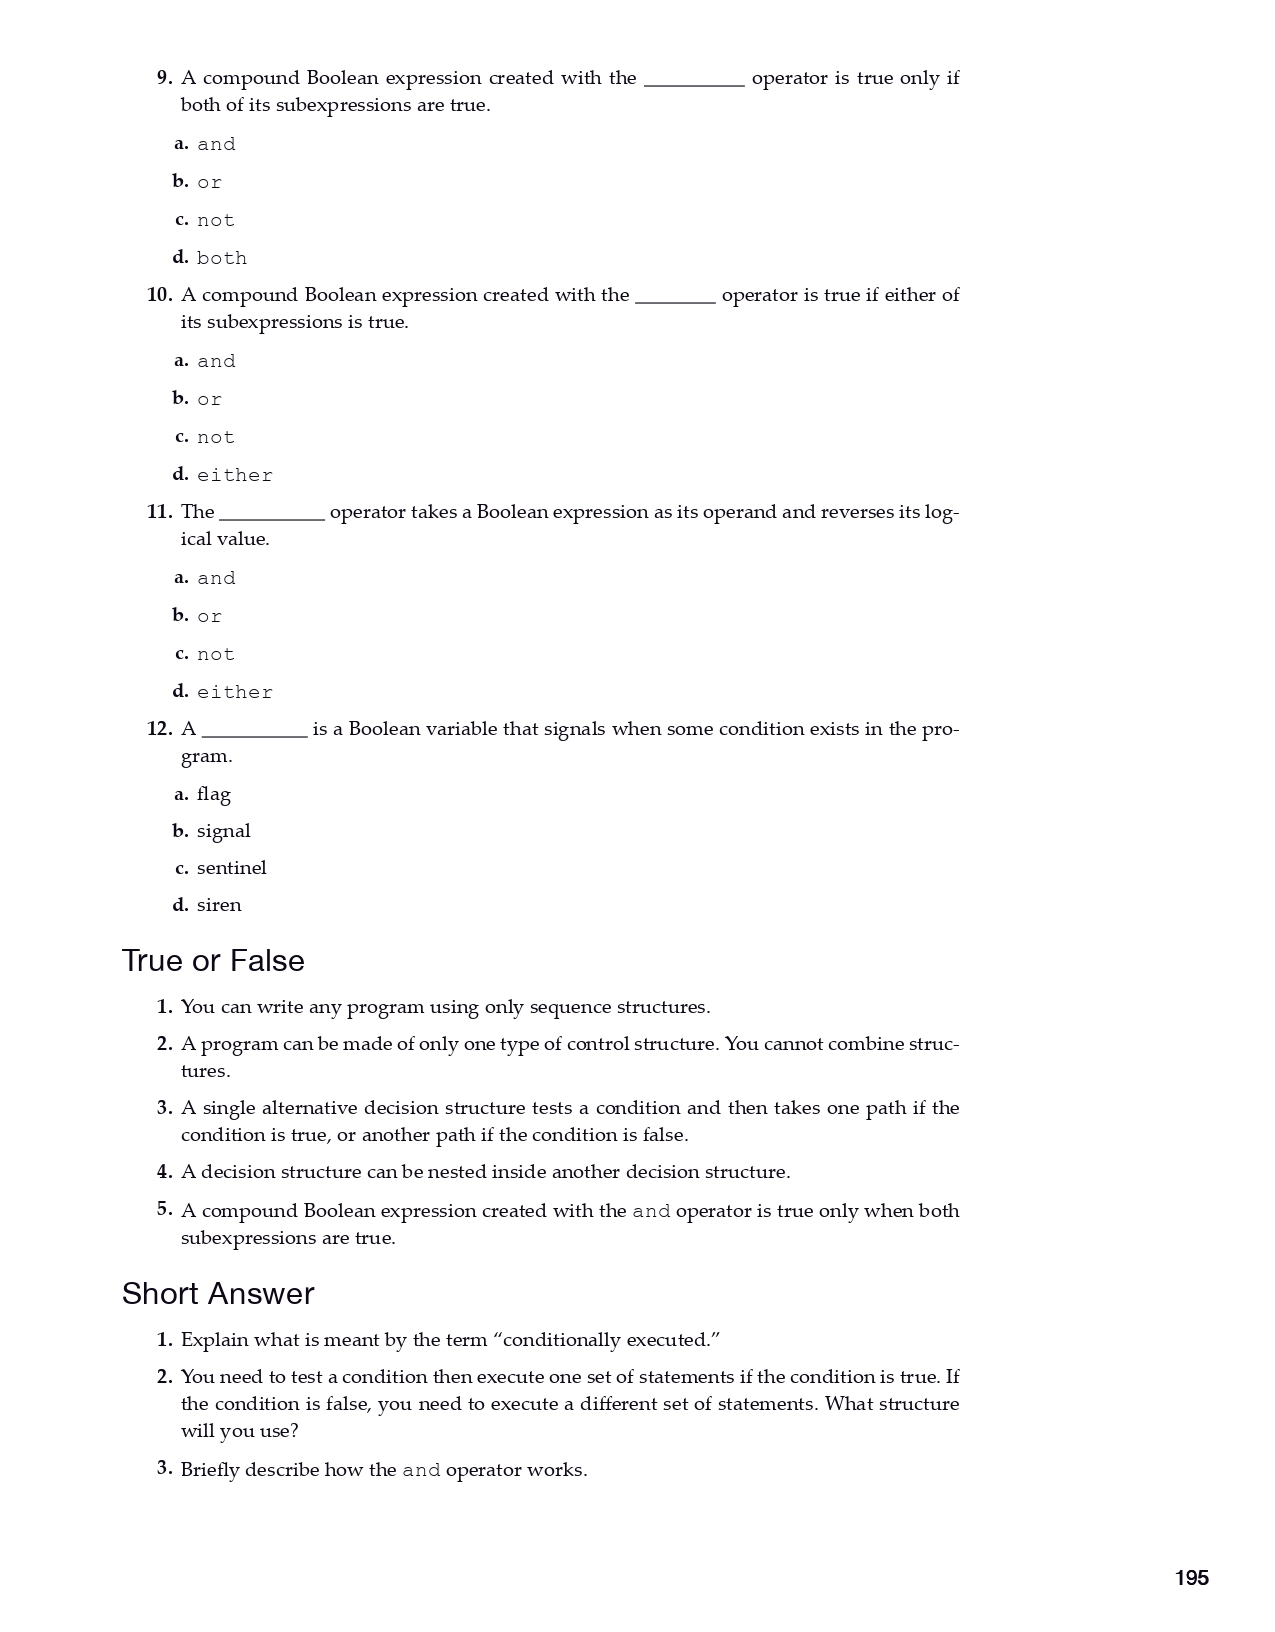 9. A compound Boolean expression created with the __________ operator is true only if
both of its subexpressions are true.
a. and
b. or
c. not
d. both
10. A compound Boolean expression created with the ________ operator is true if either of
its subexpressions is true.
a. and
b. or
c. not
d. either
11. The ___________ operator takes a Boolean expression as its operand and reverses its log-
ical value.
a. and
b. or
c. not
d. either
12. A ___________ is a Boolean variable that signals when some condition exists in the pro-
gram.
a. flag
b. signal
c. sentinel
d. siren
True or False
1. You can write any program using only sequence structures.
2. A program can be made of only one type of control structure. You cannot combine struc-
tures.
3. A single alternative decision structure tests a condition and then takes one path if the
condition is true, or another path if the condition is false.
4. A decision structure can be nested inside another decision structure.
5. A compound Boolean expression created with the and operator is true only when both
subexpressions are true.
Short Answer
1. Explain what is meant by the term “conditionally executed.”
2. You need to test a condition then execute one set of statements if the condition is true. If
the condition is false, you need to execute a different set of statements. What structure
will you use?
3. Briefly describe how the and operator works.
195